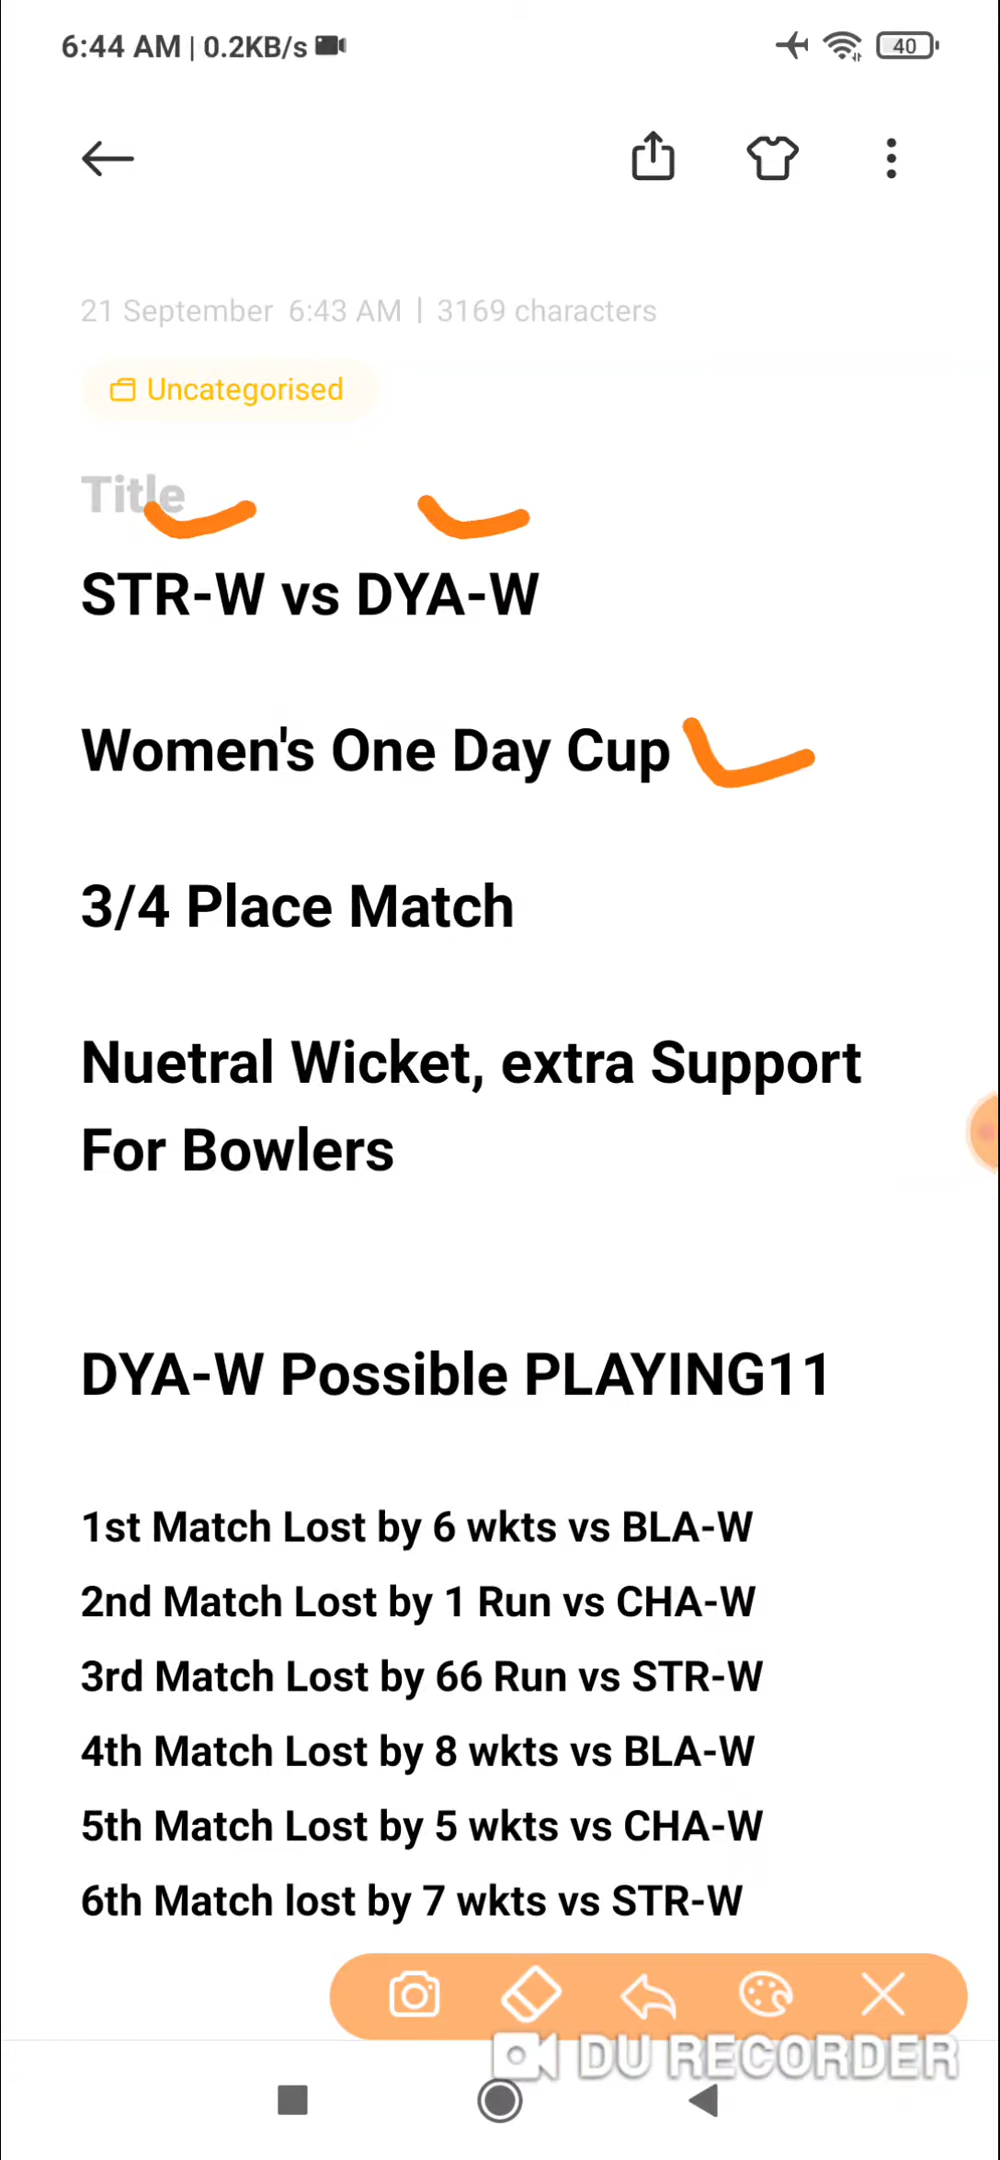 6:44 AM | 0.2KB/s 40
21 September 6:43 AM | 3169 characters
Uncategorised
Title
STR-W vs DYA-W
Women's One Day Cup
3/4 Place Match
Nuetral Wicket, extra Support
For Bowlers
DYA-W Possible PLAYING11
1st Match Lost by 6 wkts vs BLA-W
2nd Match Lost by 1 Run vs CHA-W
3rd Match Lost by 66 Run vs STR-W
4th Match Lost by 8 wkts vs BLA-W
5th Match Lost by 5 wkts vs CHA-W
6th Match lost by 7 wkts vs STR-W
DU RECORDER